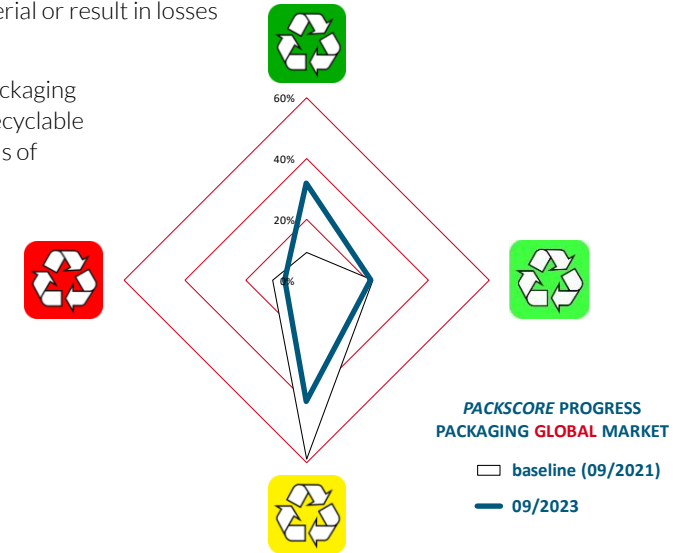 erial or result in losses
ckaging
ecyclable
s of
60%
40%
20%
0%
PACKSCORE PROGRESS
PACKAGING GLOBAL MARKET
baseline (09/2021)
09/2023